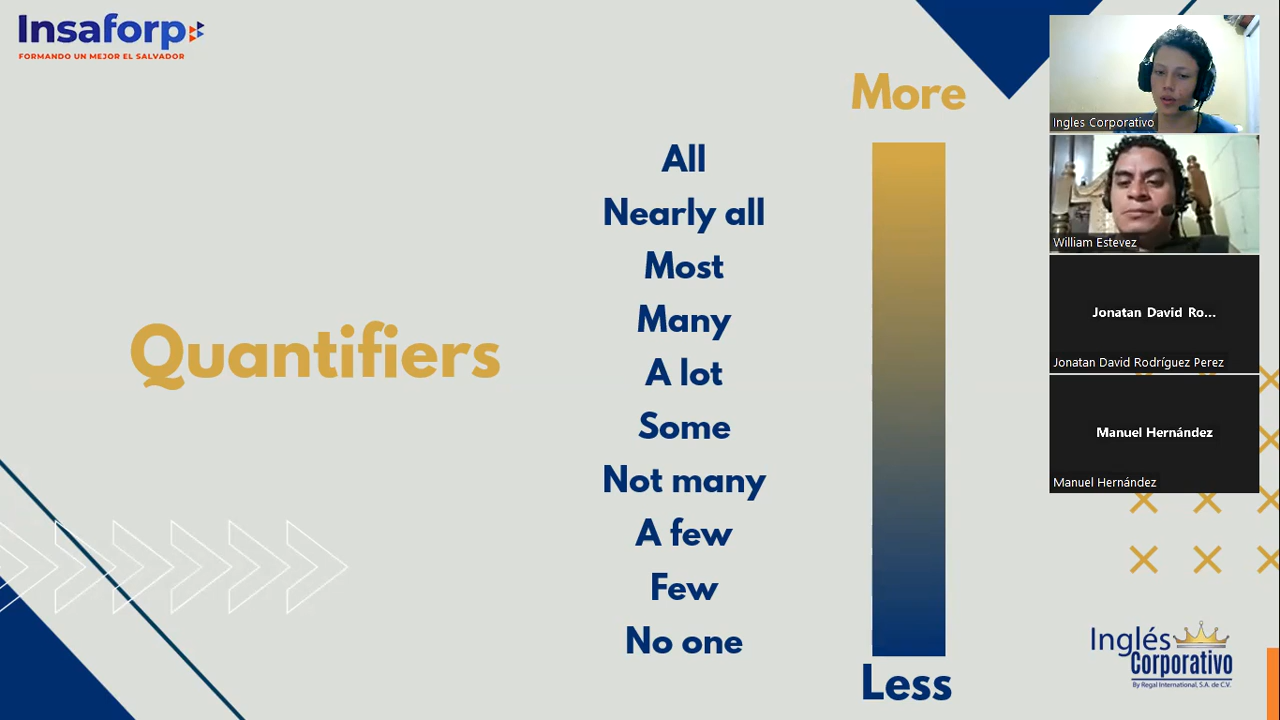 Insaforp
FORMANDO UN MEJOR EL SALVADOR
Quantifiers
More
All
Nearly all
Most
Many
A lot
Some
Not many
A few
Few
No one
Less
Ingles Corporativo
William Estevez
Jonatan David Ro...
Jonatan David Rodríguez Perez
Manuel Hernández
Manuel Hernández
Inglés
Corporativo
By Regal International, S.A. de C.V.